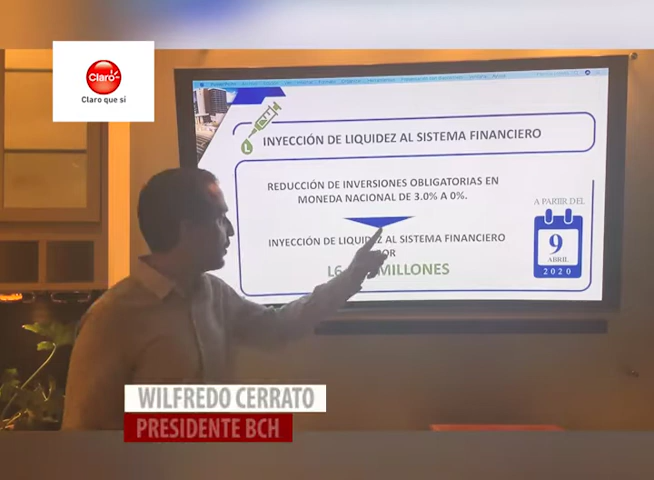 Claro
Claro que sí
INYECCIÓN DE LIQUIDEZ AL SISTEMA FINANCIERO
REDUCCIÓN DE INVERSIONES OBLIGATORIAS EN
MONEDA NACIONAL DE 3.0% A 0%.
INYECCIÓN DE LIQUIDEZ AL SISTEMA FINANCIERO
MILLONES
A PARTIR DEL
9
ABRIL
2020
L
WILFREDO CERRATO
PRESIDENTE BCH